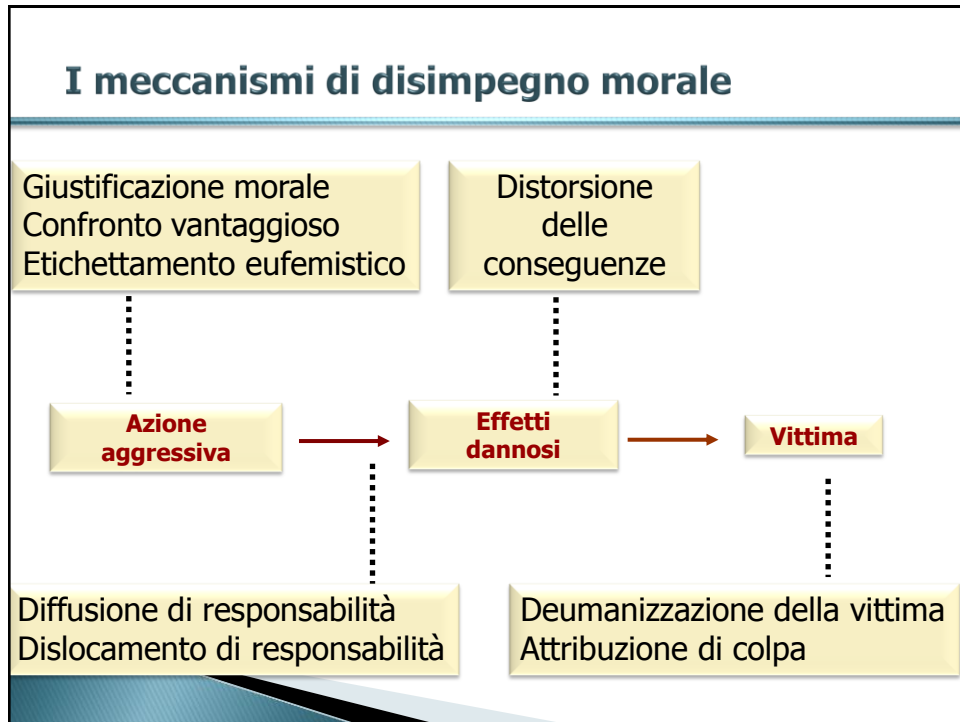 I meccanismi di disimpegno morale
Giustificazione morale
Confronto vantaggioso
Etichettamento eufemistico
Distorsione
delle
conseguenze
Azione
aggressiva
Effetti
dannosi
Vittima
Diffusione di responsabilità
Dislocamento di responsabilità
Deumanizzazione della vittima
Attribuzione di colpa